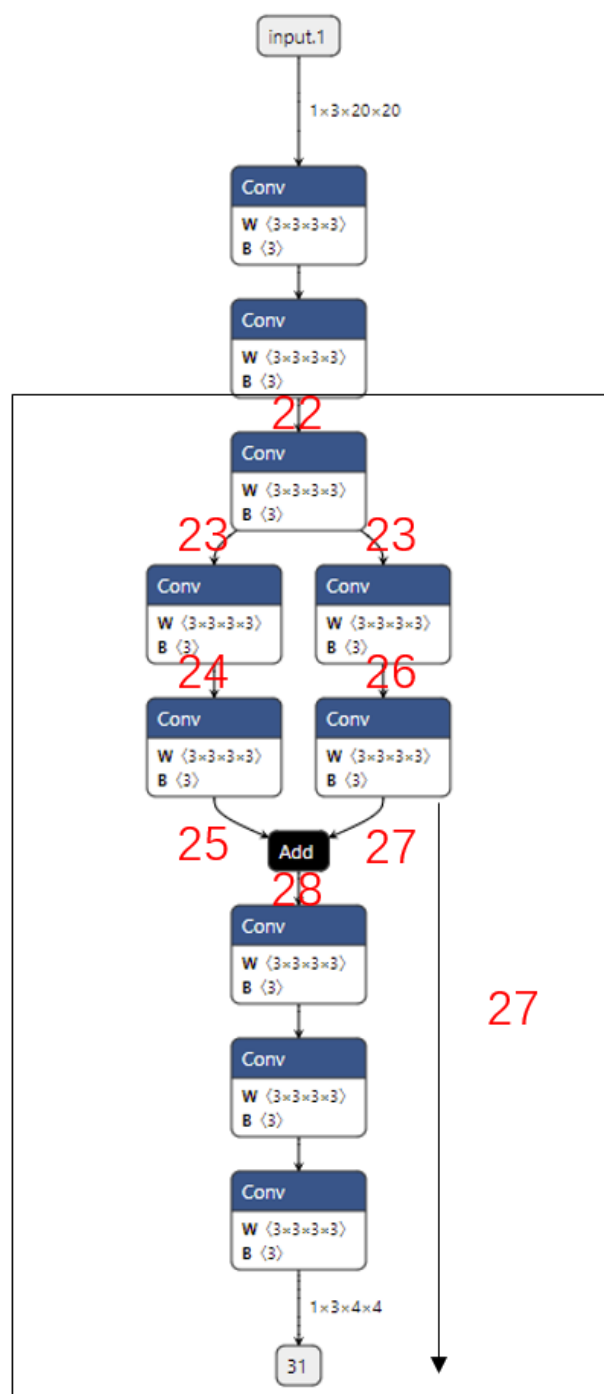 input.1
1×3×20×20
Conv
W ⟨3×3×3×3⟩
B ⟨3⟩
Conv
W ⟨3×3×3×3⟩
B ⟨3⟩
22
Conv
W ⟨3×3×3×3⟩
B ⟨3⟩
23 23
Conv Conv
W ⟨3×3×3×3⟩ W ⟨3×3×3×3⟩
B ⟨3⟩ B ⟨3⟩
24 26
Conv Conv
W ⟨3×3×3×3⟩ W ⟨3×3×3×3⟩
B ⟨3⟩ B ⟨3⟩
25 27
Add
28
Conv
W ⟨3×3×3×3⟩
B ⟨3⟩
27
Conv
W ⟨3×3×3×3⟩
B ⟨3⟩
Conv
W ⟨3×3×3×3⟩
B ⟨3⟩
1×3×4×4
31